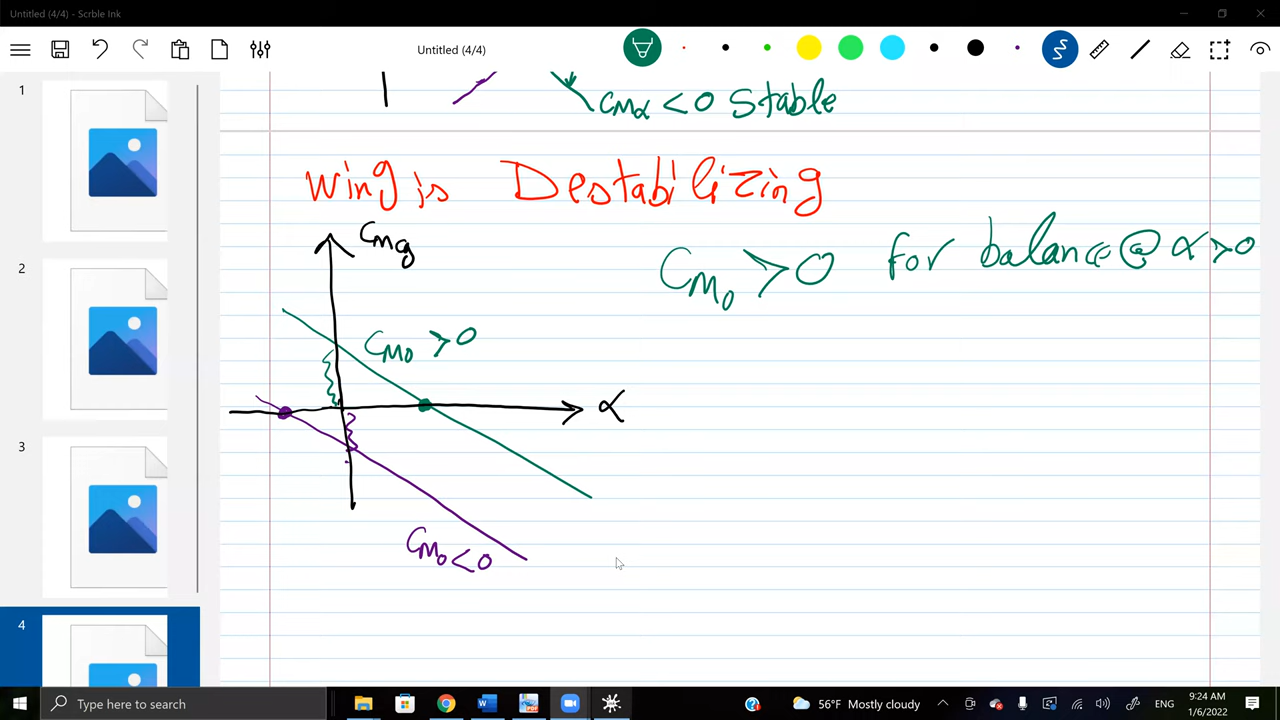 Untitled (4/4) - Scrble Ink
Untitled (4/4)
1
2
3
4
CMα < 0 Stable
Wing is Destabilizing
CMcg
CM0 > 0 for balance @ α > 0
CM0 > 0
α
CM0 < 0
Type here to search
56°F Mostly cloudy
ENG
9:24 AM
1/6/2022